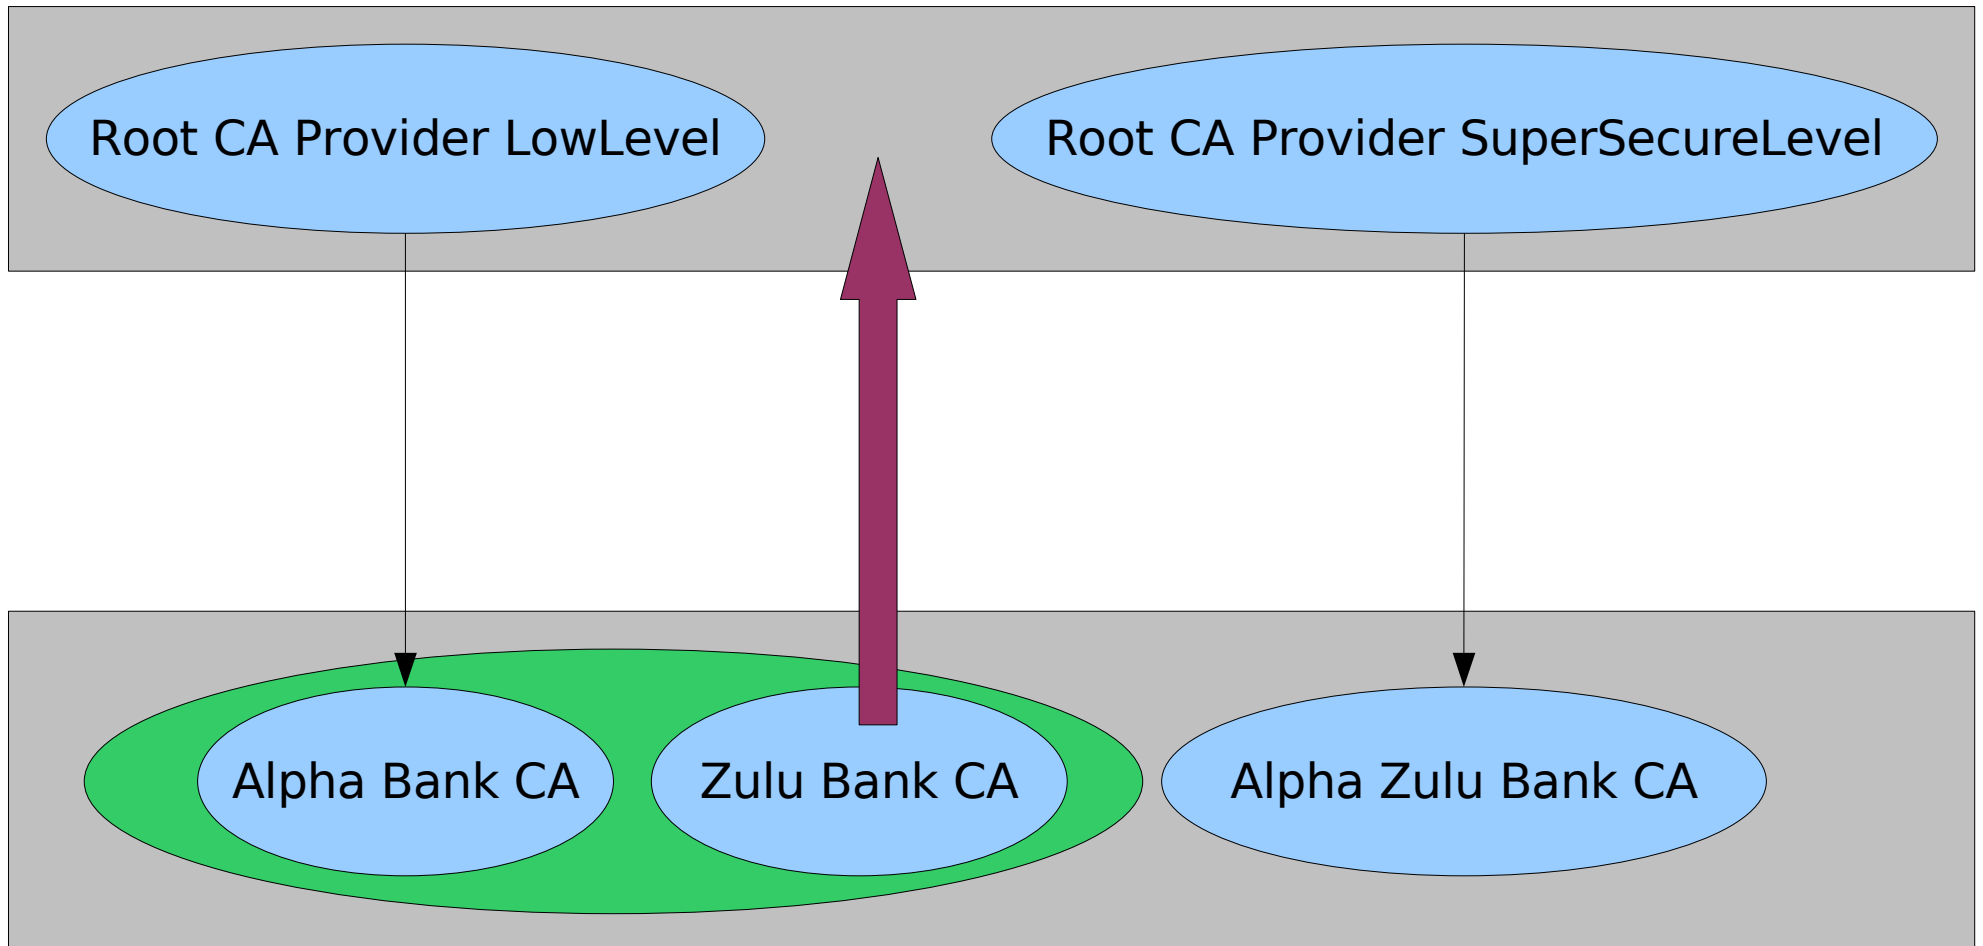 Root CA Provider LowLevel
Root CA Provider SuperSecureLevel
Alpha Bank CA
Zulu Bank CA
Alpha Zulu Bank CA